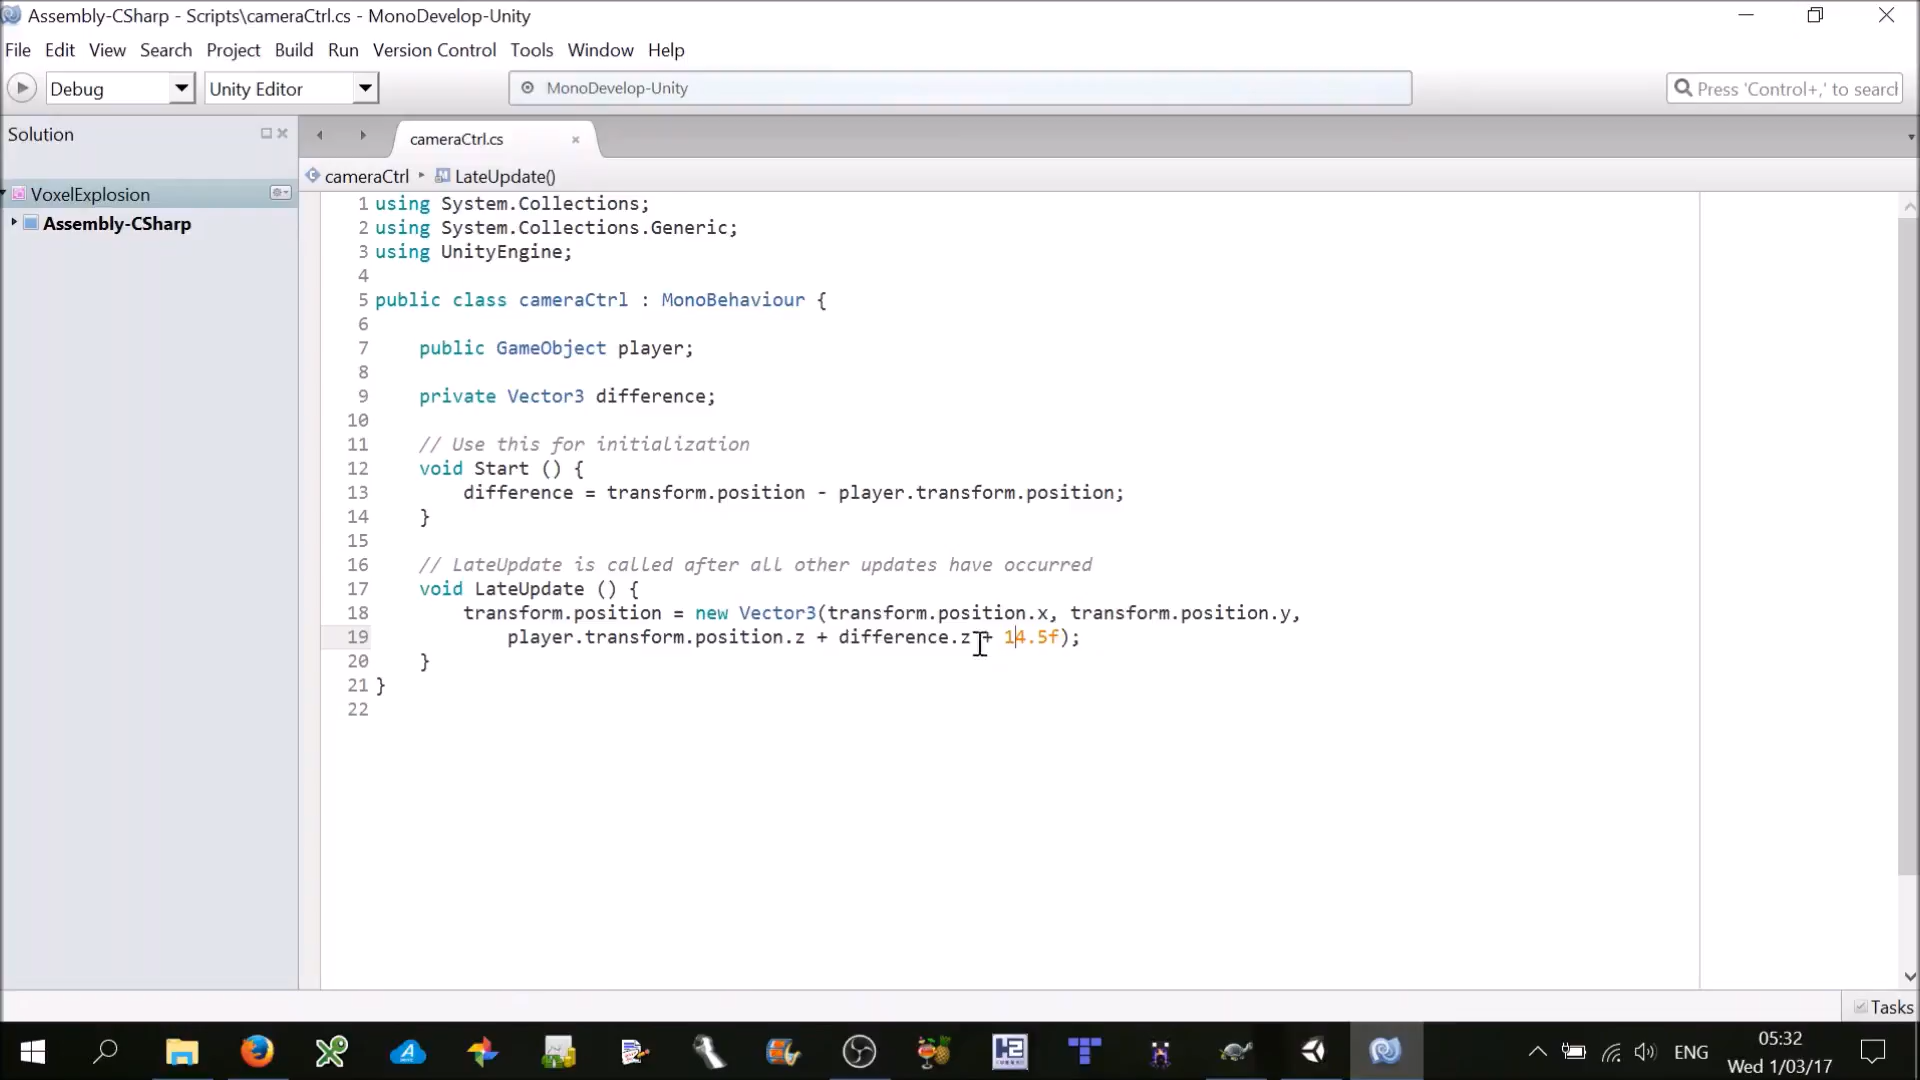 Assembly-CSharp - Scripts\cameraCtrl.cs - MonoDevelop-Unity
File Edit View Search Project Build Run Version Control Tools Window Help
Debug Unity Editor MonoDevelop-Unity Press 'Control+,' to search
Solution
cameraCtrl.cs
cameraCtrl LateUpdate()
VoxelExplosion
Assembly-CSharp
1 using System.Collections;
2 using System.Collections.Generic;
3 using UnityEngine;
4
5 public class cameraCtrl : MonoBehaviour {
6
7 public GameObject player;
8
9 private Vector3 difference;
10
11 // Use this for initialization
12 void Start () {
13 difference = transform.position - player.transform.position;
14 }
15
16 // LateUpdate is called after all other updates have occurred
17 void LateUpdate () {
18 transform.position = new Vector3(transform.position.x, transform.position.y,
19 player.transform.position.z + difference.z + 14.5f);
20 }
21 }
22
Tasks
ENG
05:32
Wed 1/03/17